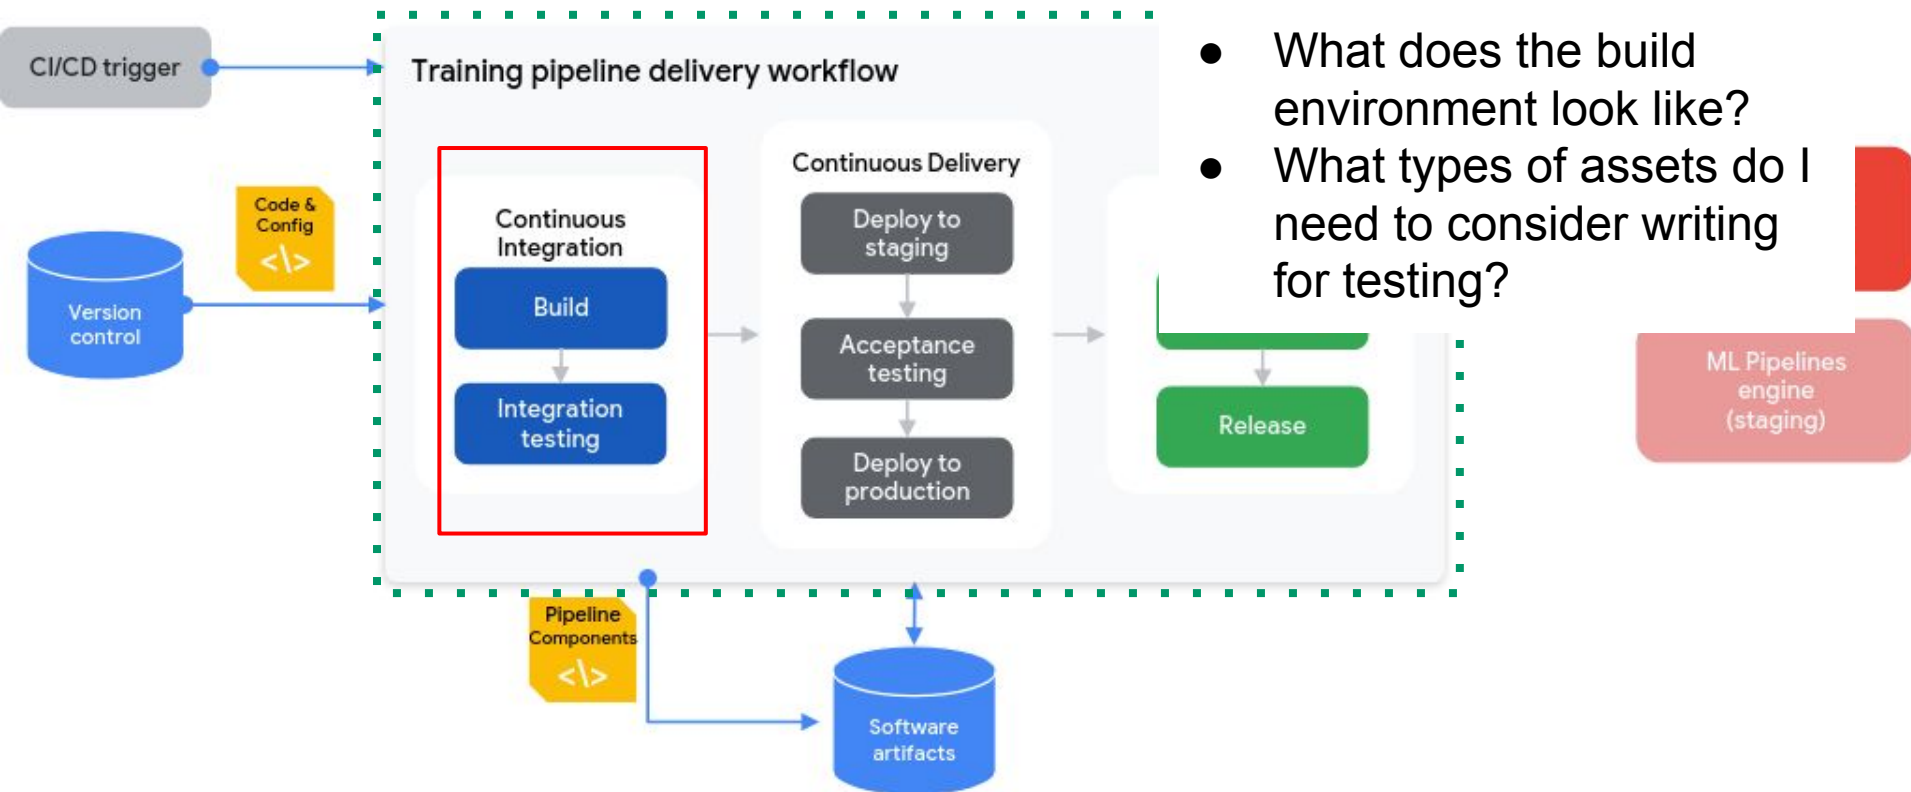 CI/CD trigger
Training pipeline delivery workflow
● What does the build
environment look like?
● What types of assets do I
need to consider writing
for testing?
Code &
Config
<\>
Version
control
Continuous
Integration
Build
Integration
testing
Continuous Delivery
Deploy to
staging
Acceptance
testing
Deploy to
production
Release
ML Pipelines
engine
(staging)
Pipeline
Components
<\>
Software
artifacts